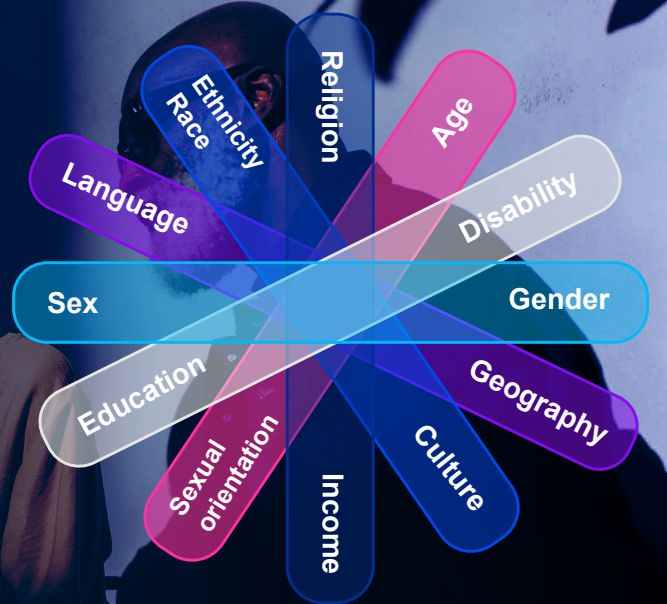 Religion
Ethnicity
Race
Age
Language
Disability
Sex
Gender
Education
Geography
Sexual
orientation
Culture
Income